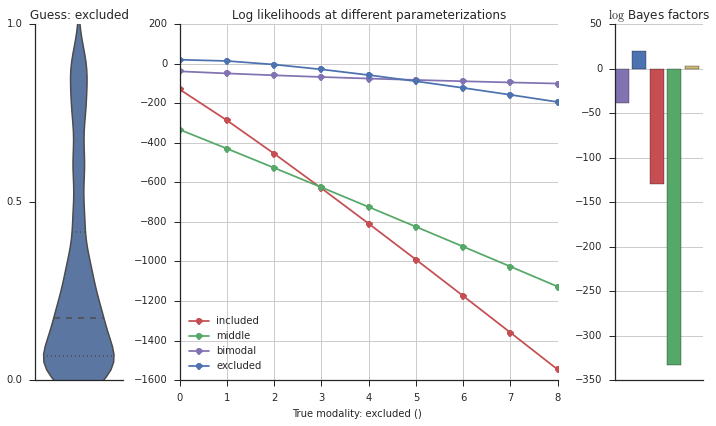 Guess: excluded
1.0
0.5
0.0
Log likelihoods at different parameterizations
200
0
−200
−400
−600
−800
−1000
−1200
−1400
−1600
included
middle
bimodal
excluded
0 1 2 3 4 5 6 7 8
True modality: excluded ()
log Bayes factors
50
0
−50
−100
−150
−200
−250
−300
−350